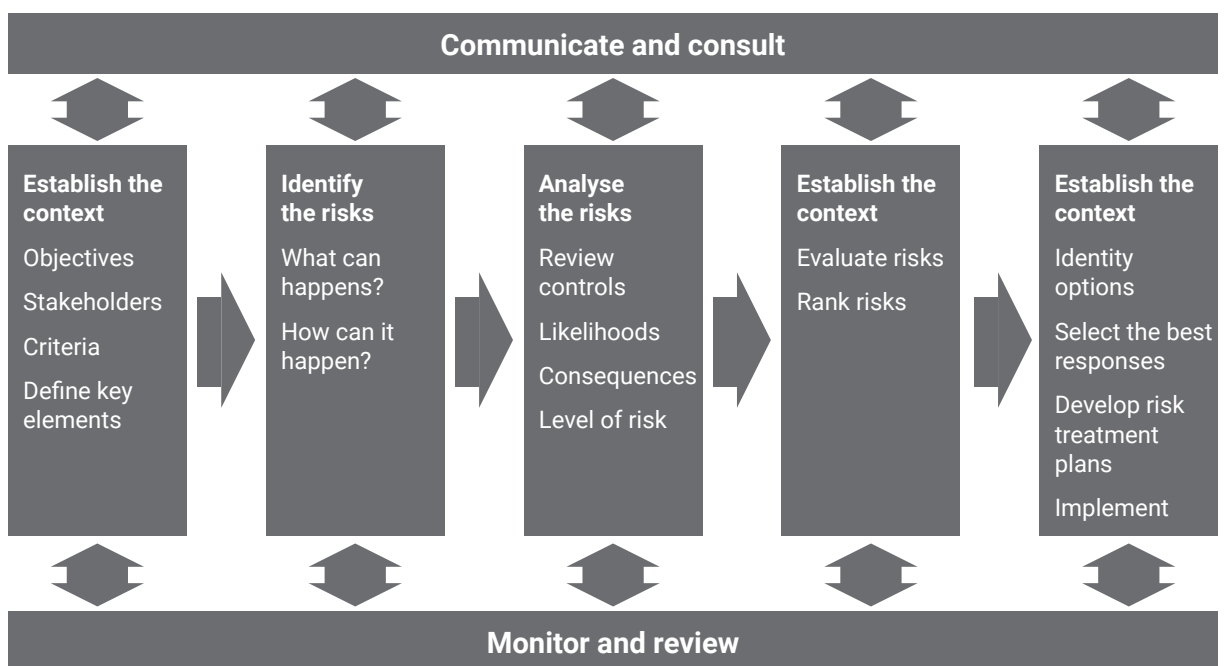 Communicate and consult
Establish the
context
Objectives
Stakeholders
Criteria
Define key
elements
Identify
the risks
What can
happens?
How can it
happen?
Analyse
the risks
Review
controls
Likelihoods
Consequences
Level of risk
Establish the
context
Evaluate risks
Rank risks
Establish the
context
Identity
options
Select the best
responses
Develop risk
treatment
plans
Implement
Monitor and review